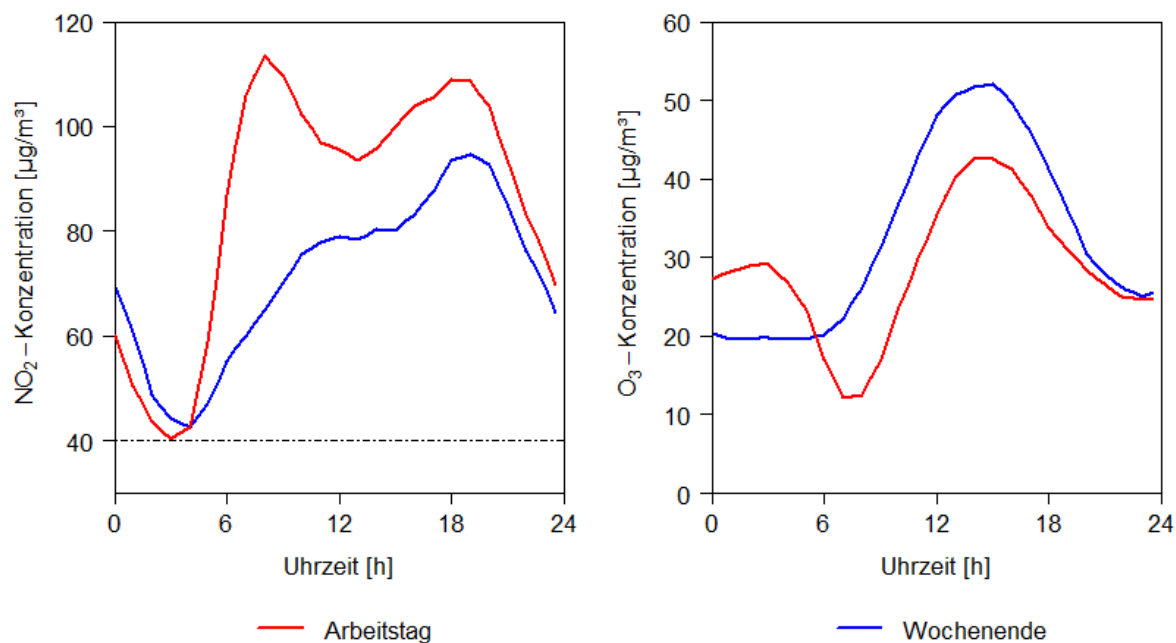 NO₂–Konzentration [µg/m³]
120
100
80
60
40
0 6 12 18 24
Uhrzeit [h]
O₃–Konzentration [µg/m³]
60
50
40
30
20
10
0
0 6 12 18 24
Uhrzeit [h]
Arbeitstag
Wochenende